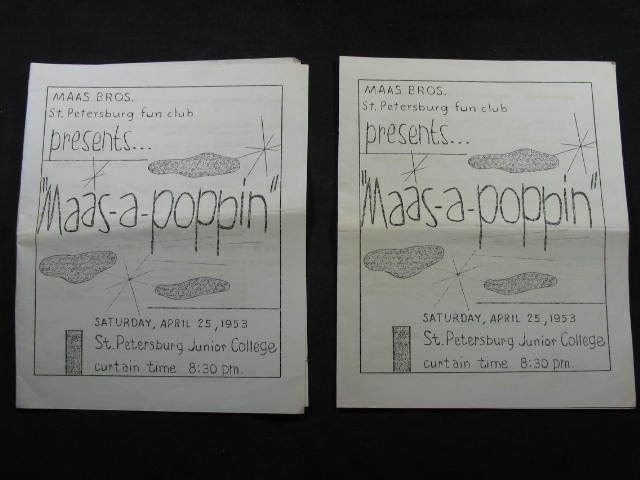 MAAS BROS.
St. Petersburg fun club
presents...
"Maas-a-poppin"
SATURDAY, APRIL 25, 1953
St. Petersburg Junior College
curtain time 8:30 pm.
MAAS BROS.
St. Petersburg fun club
presents...
"Maas-a-poppin"
SATURDAY, APRIL 25, 1953
St. Petersburg Junior College
curtain time 8:30 pm.